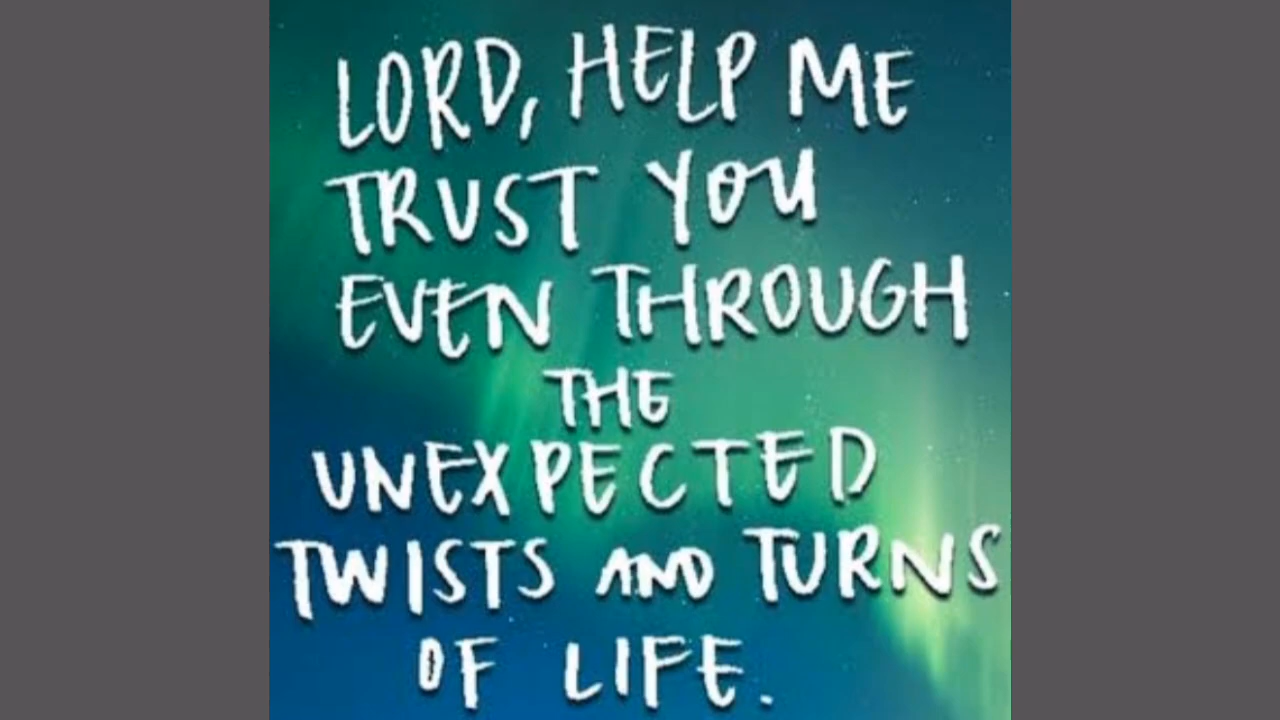 LORD, HELP ME
TRUST YOU
EVEN THROUGH
THE
UNEXPECTED
TWISTS AND TURNS
OF LIFE.